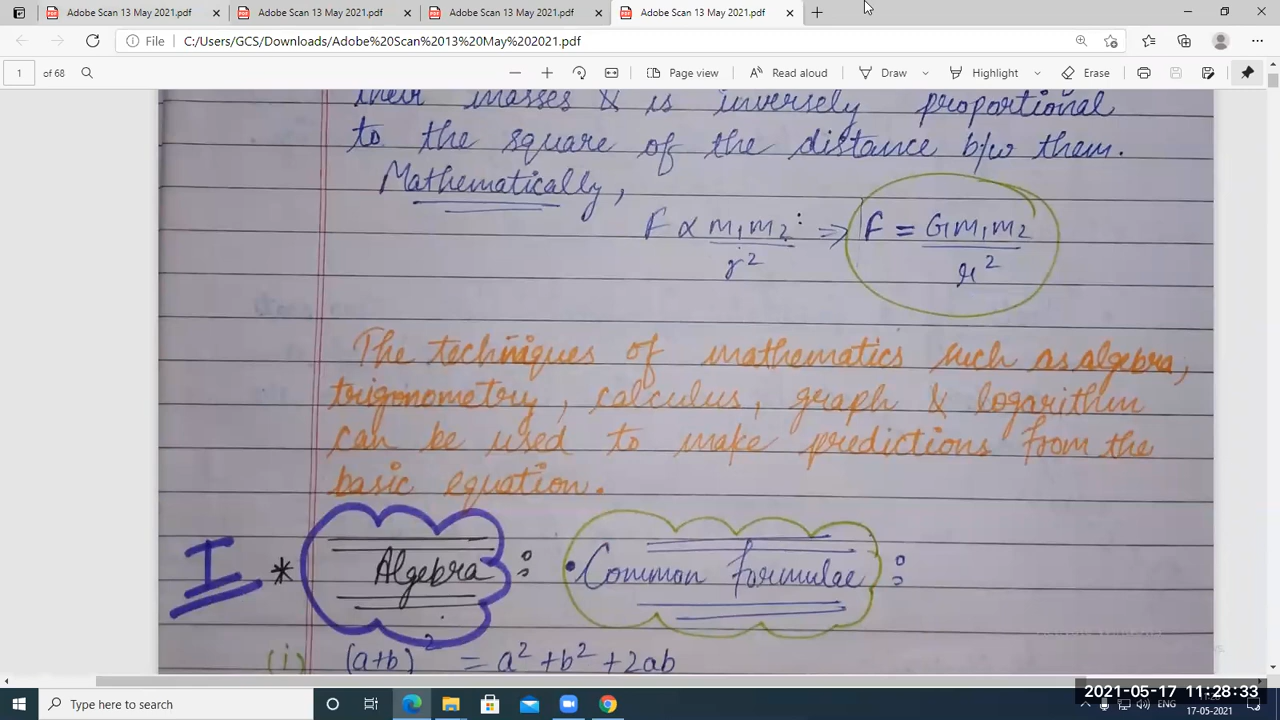 Adobe Scan 13 May 2021.pdf
Adobe Scan 13 May 2021.pdf
Adobe Scan 13 May 2021.pdf
Adobe Scan 13 May 2021.pdf
File C:/Users/GCS/Downloads/Adobe%20Scan%2013%20May%202021.pdf
1 of 68 Page view Read aloud Draw Highlight Erase
their masses & is inversely proportional
to the square of the distance b/w them.
Mathematically,
F ∝ m₁m₂/r² : ⇒ F = Gm₁m₂/r²
The techniques of mathematics such as algebra,
trigonometry, calculus, graph & logarithm
can be used to make predictions from the
basic equation.
I * Algebra : • Common formulae :
(i) (a+b)² = a² + b² + 2ab
Type here to search
2021-05-17 11:28:33
ENG
17-05-2021